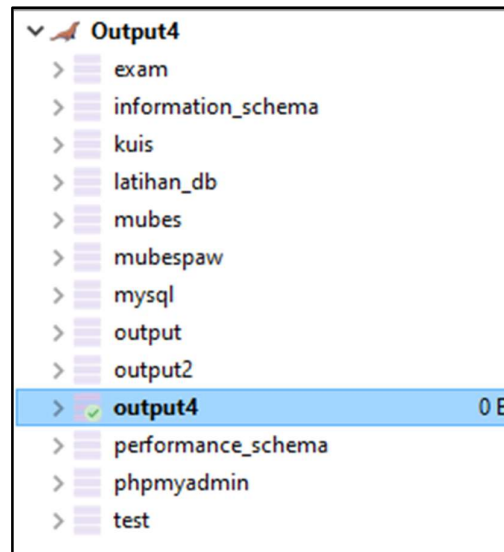 Output4
exam
information_schema
kuis
latihan_db
mubes
mubespaw
mysql
output
output2
output4 0
performance_schema
phpmyadmin
test